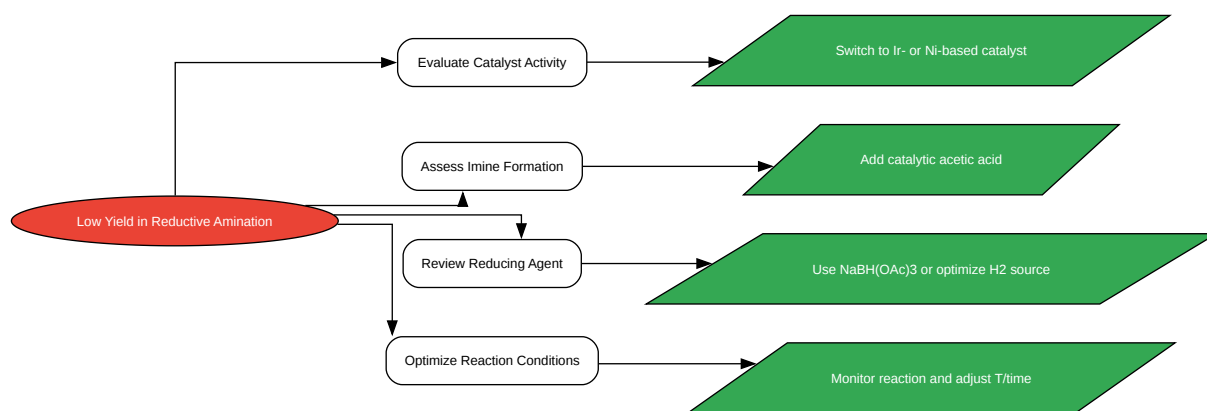 Evaluate Catalyst Activity
Switch to Ir- or Ni-based catalyst
Assess Imine Formation
Add catalytic acetic acid
Low Yield in Reductive Amination
Review Reducing Agent
Use NaBH(OAc)3 or optimize H2 source
Optimize Reaction Conditions
Monitor reaction and adjust T/time